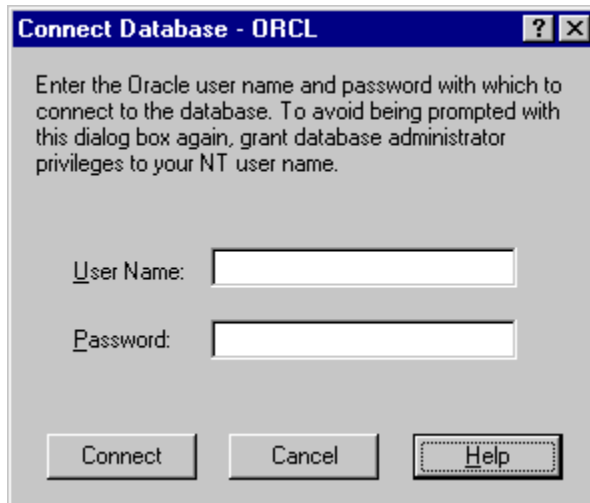 Connect Database - ORCL
Enter the Oracle user name and password with which to
connect to the database. To avoid being prompted with
this dialog box again, grant database administrator
privileges to your NT user name.
User Name:
Password:
Connect Cancel Help